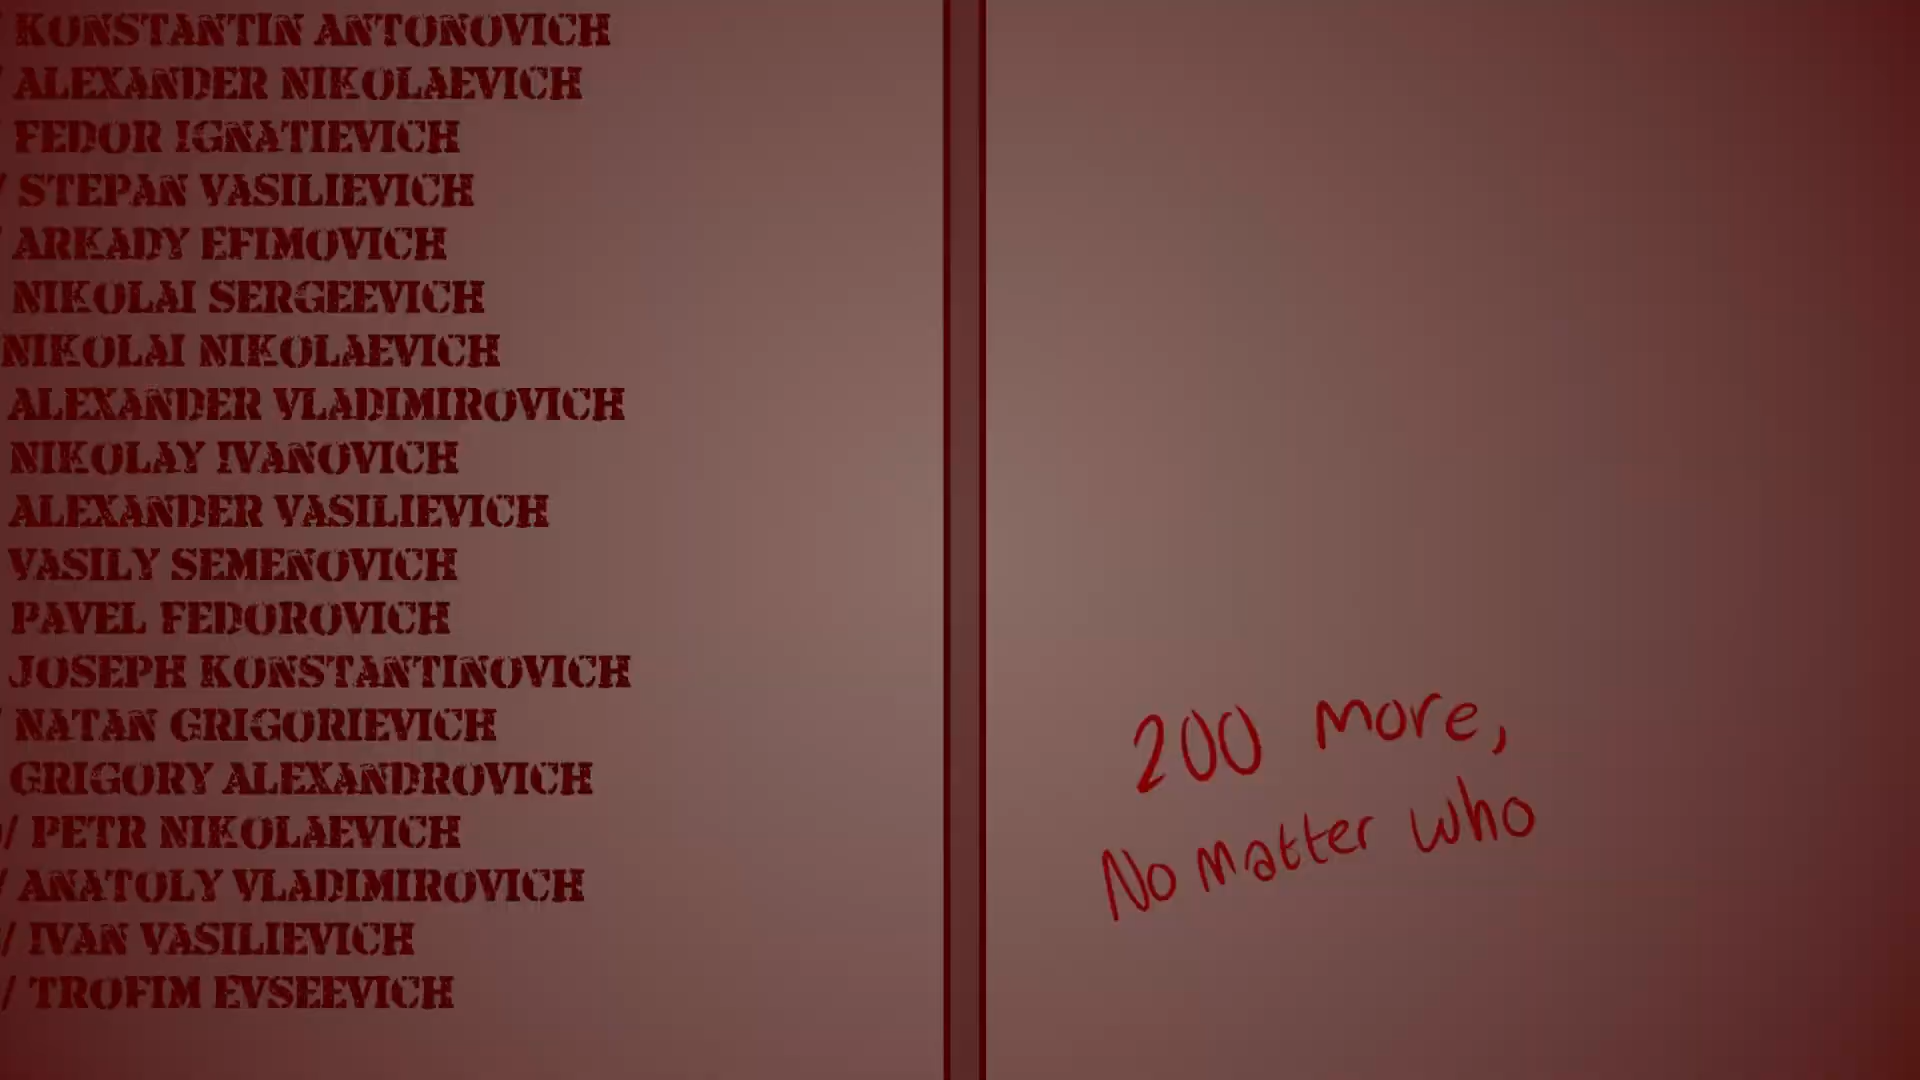 KONSTANTIN ANTONOVICH
ALEXANDER NIKOLAEVICH
FEDOR IGNATIEVICH
/ STEPAN VASILIEVICH
ARKADY EFIMOVICH
NIKOLAI SERGEEVICH
NIKOLAI NIKOLAEVICH
ALEXANDER VLADIMIROVICH
NIKOLAY IVANOVICH
ALEXANDER VASILIEVICH
VASILY SEMENOVICH
PAVEL FEDOROVICH
JOSEPH KONSTANTINOVICH
NATAN GRIGORIEVICH
GRIGORY ALEXANDROVICH
/ PETR NIKOLAEVICH
/ ANATOLY VLADIMIROVICH
/ IVAN VASILIEVICH
/ TROFIM EVSEEVICH
200 more,
No matter who